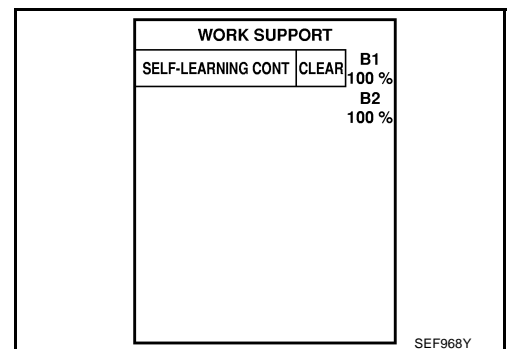 WORK SUPPORT
SELF-LEARNING CONT CLEAR B1
100 %
B2
100 %
SEF968Y